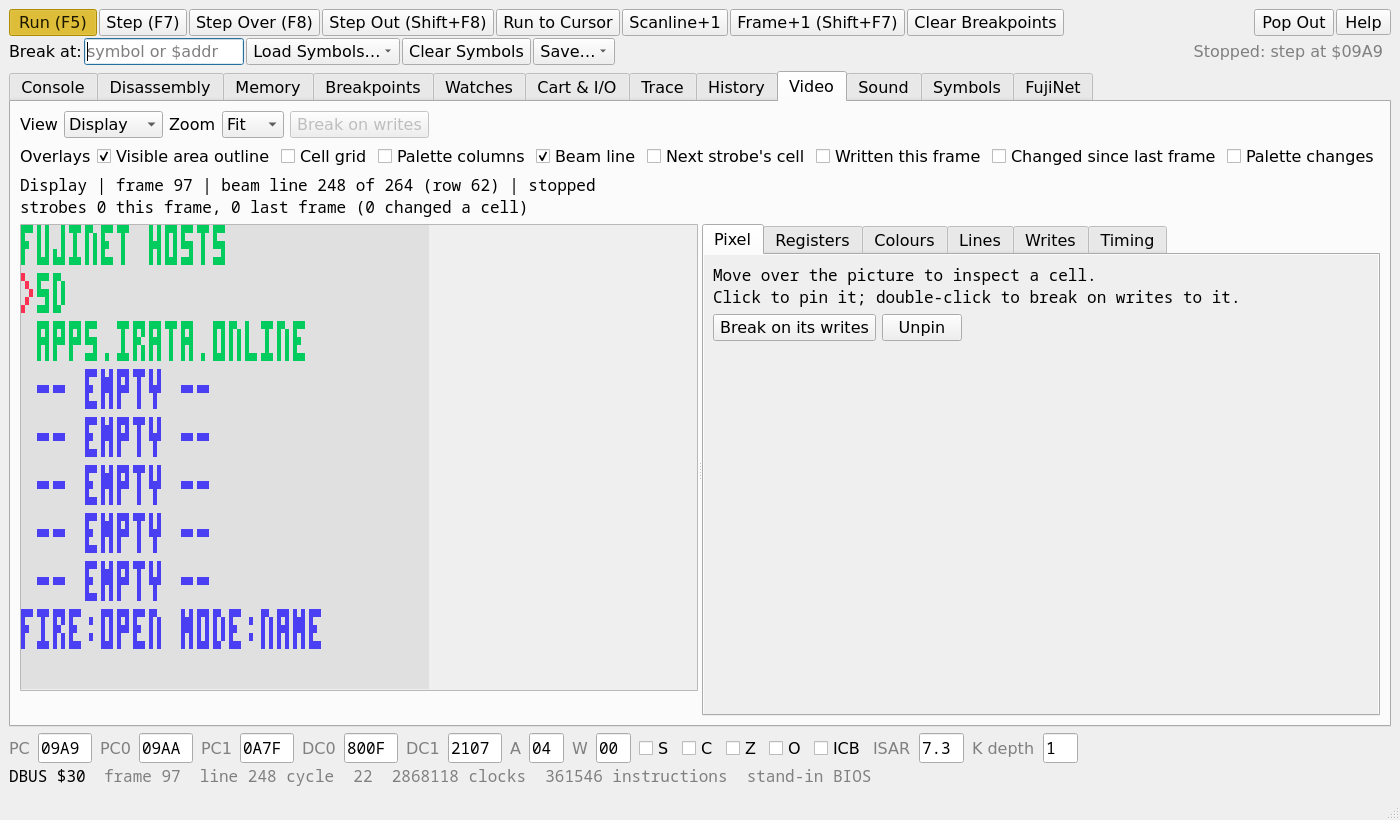 Run (F5) Step (F7) Step Over (F8) Step Out (Shift+F8) Run to Cursor Scanline+1 Frame+1 (Shift+F7) Clear Breakpoints Pop Out Help
Break at: symbol or $addr Load Symbols... Clear Symbols Save... Stopped: step at $09A9
Console Disassembly Memory Breakpoints Watches Cart & I/O Trace History Video Sound Symbols FujiNet
View Display Zoom Fit Break on writes
Overlays Visible area outline Cell grid Palette columns Beam line Next strobe's cell Written this frame Changed since last frame Palette changes
Display | frame 97 | beam line 248 of 264 (row 62) | stopped
strobes 0 this frame, 0 last frame (0 changed a cell)
FUJINET HOSTS
>SD
APPS.IRATA.ONLINE
-- EMPTY --
-- EMPTY --
-- EMPTY --
-- EMPTY --
-- EMPTY --
FIRE:OPEN MODE:NAME
Pixel Registers Colours Lines Writes Timing
Move over the picture to inspect a cell.
Click to pin it; double-click to break on writes to it.
Break on its writes Unpin
PC 09A9 PC0 09AA PC1 0A7F DC0 800F DC1 2107 A 04 W 00 S C Z O ICB ISAR 7.3 K depth 1
DBUS $30 frame 97 line 248 cycle 22 2868118 clocks 361546 instructions stand-in BIOS